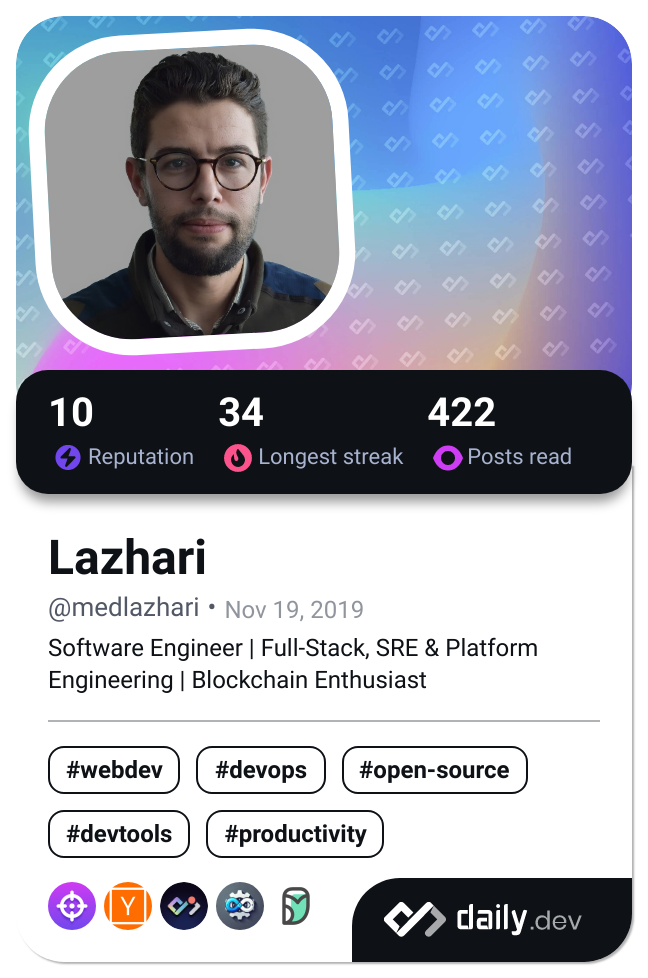 10 34 422
Reputation Longest streak Posts read
Lazhari
@medlazhari • Nov 19, 2019
Software Engineer | Full-Stack, SRE & Platform
Engineering | Blockchain Enthusiast
#webdev #devops #open-source
#devtools #productivity
Y
daily.dev